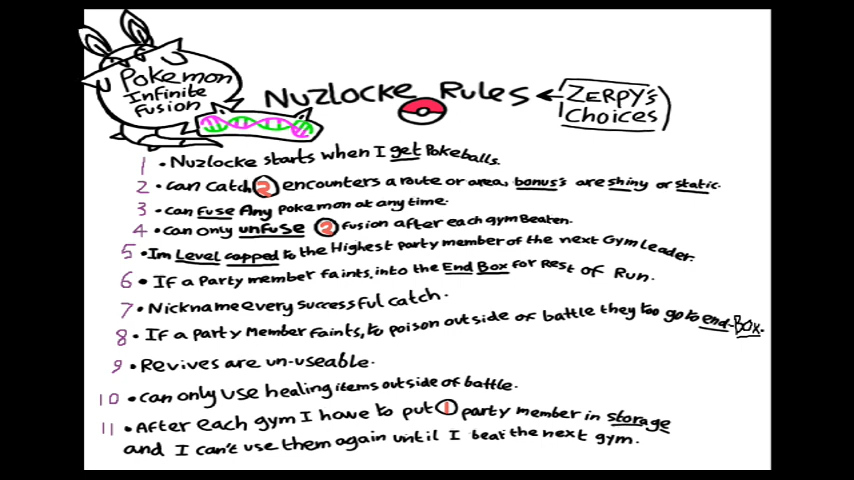 Pokemon
Infinite
Fusion
Nuzlocke Rules
ZERPY's
Choices
1 • Nuzlocke starts when I get Pokeballs.
2 • can catch 2 encounters a route or area, bonus's are shiny or static.
3 • can fuse Any pokemon at any time.
4 • can only unfuse 2 fusion after each gym Beaten.
5 • Im Level capped to the Highest party member of the next Gym Leader.
6 • If a Party member faints, into the End Box for Rest of Run.
7 • Nickname every successful catch.
8 • If a party Member faints, to poison outside of battle they too go to end-Box.
9 • Revives are un-useable.
10 • Can only use healing items outside of battle.
11 • After each gym I have to put 1 party member in storage
and I can't use them again until I beat the next gym.